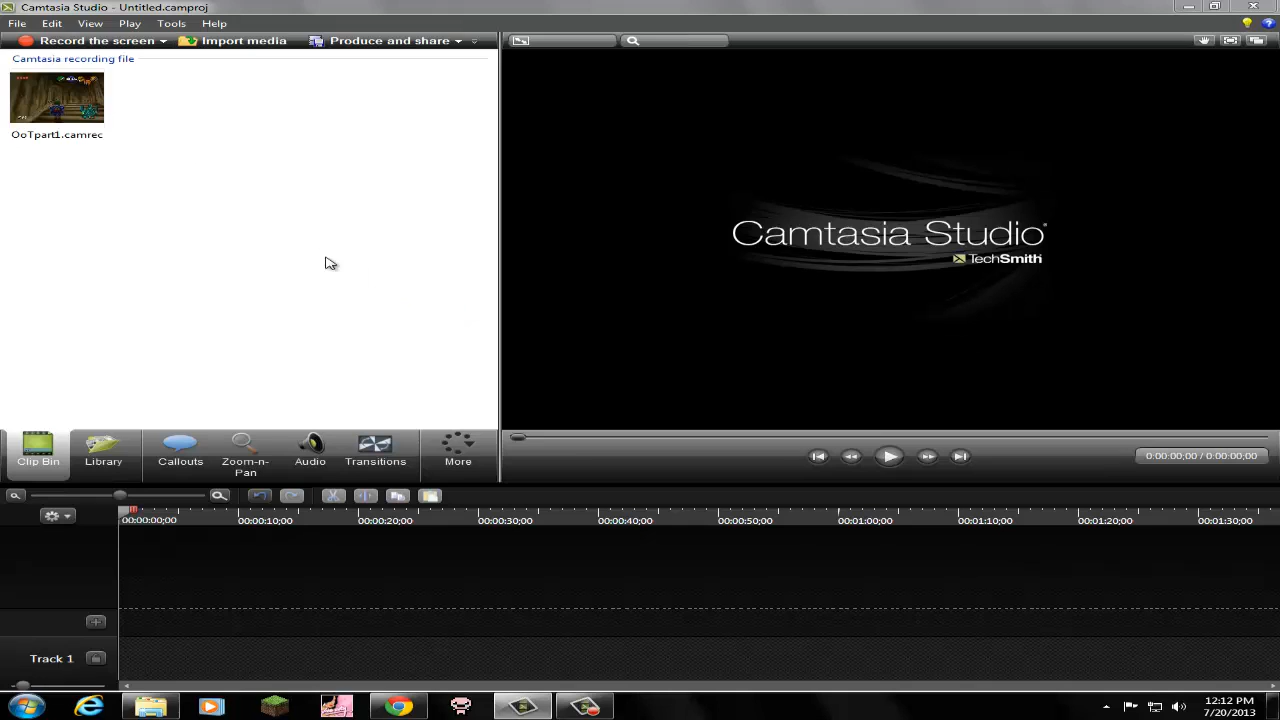 Camtasia Studio - Untitled.camproj
File Edit View Play Tools Help
Record the screen Import media Produce and share
Camtasia recording file
OoTpart1.camrec
Camtasia Studio®
TechSmith
Clip Bin Library Callouts Zoom-n-Pan Audio Transitions More
0:00:00;00 / 0:00:00;00
00:00:00;00 00:00:10;00 00:00:20;00 00:00:30;00 00:00:40;00 00:00:50;00 00:01:00;00 00:01:10;00 00:01:20;00 00:01:30;00
Track 1
12:12 PM
7/20/2013